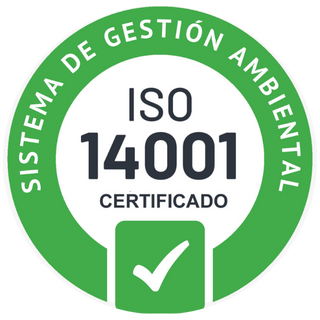 SISTEMA DE GESTIÓN AMBIENTAL
ISO
14001
CERTIFICADO